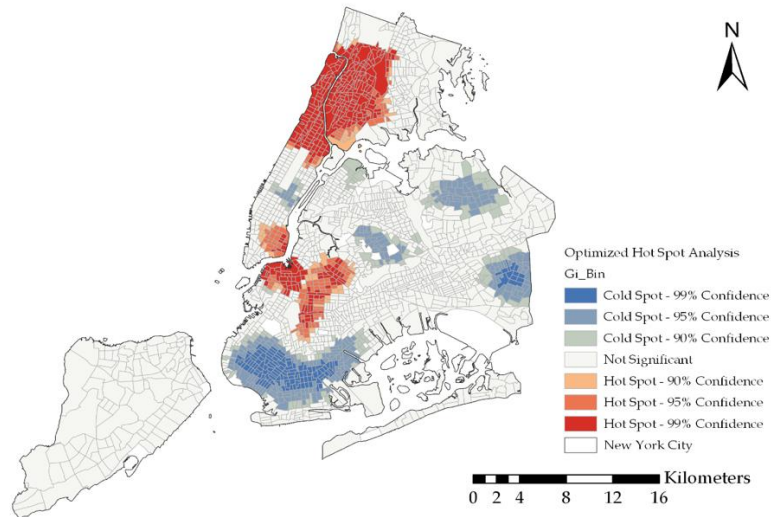 N
Optimized Hot Spot Analysis
Gi_Bin
Cold Spot - 99% Confidence
Cold Spot - 95% Confidence
Cold Spot - 90% Confidence
Not Significant
Hot Spot - 90% Confidence
Hot Spot - 95% Confidence
Hot Spot - 99% Confidence
New York City
Kilometers
0 2 4 8 12 16